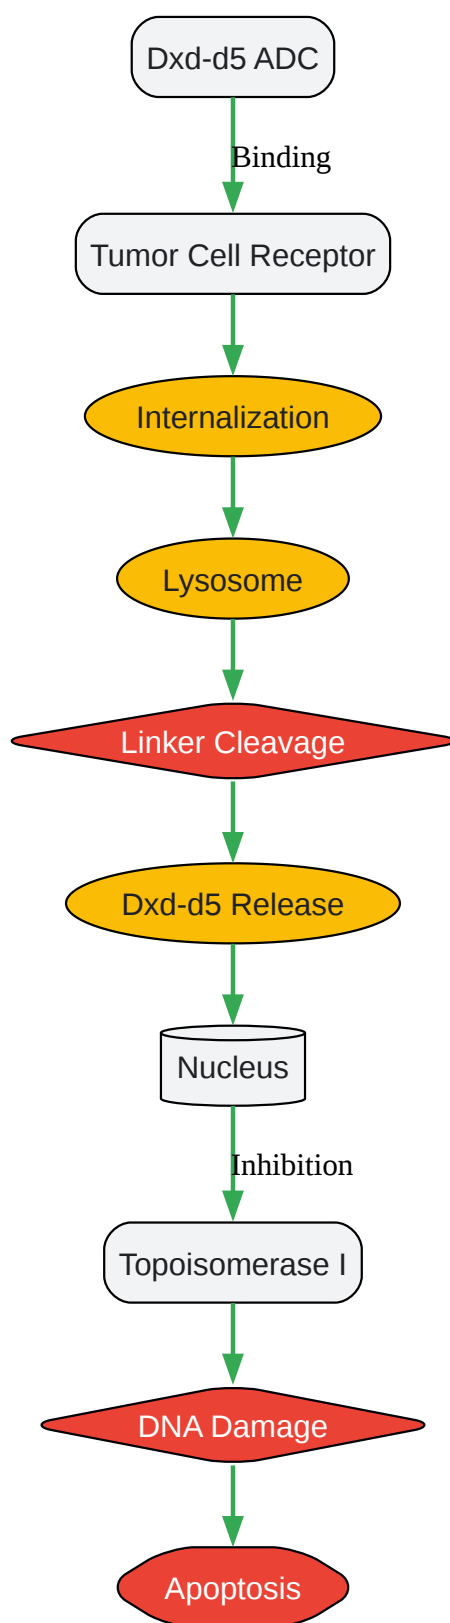 Dxd-d5 ADC
Binding
Tumor Cell Receptor
Internalization
Lysosome
Linker Cleavage
Dxd-d5 Release
Nucleus
Inhibition
Topoisomerase I
DNA Damage
Apoptosis